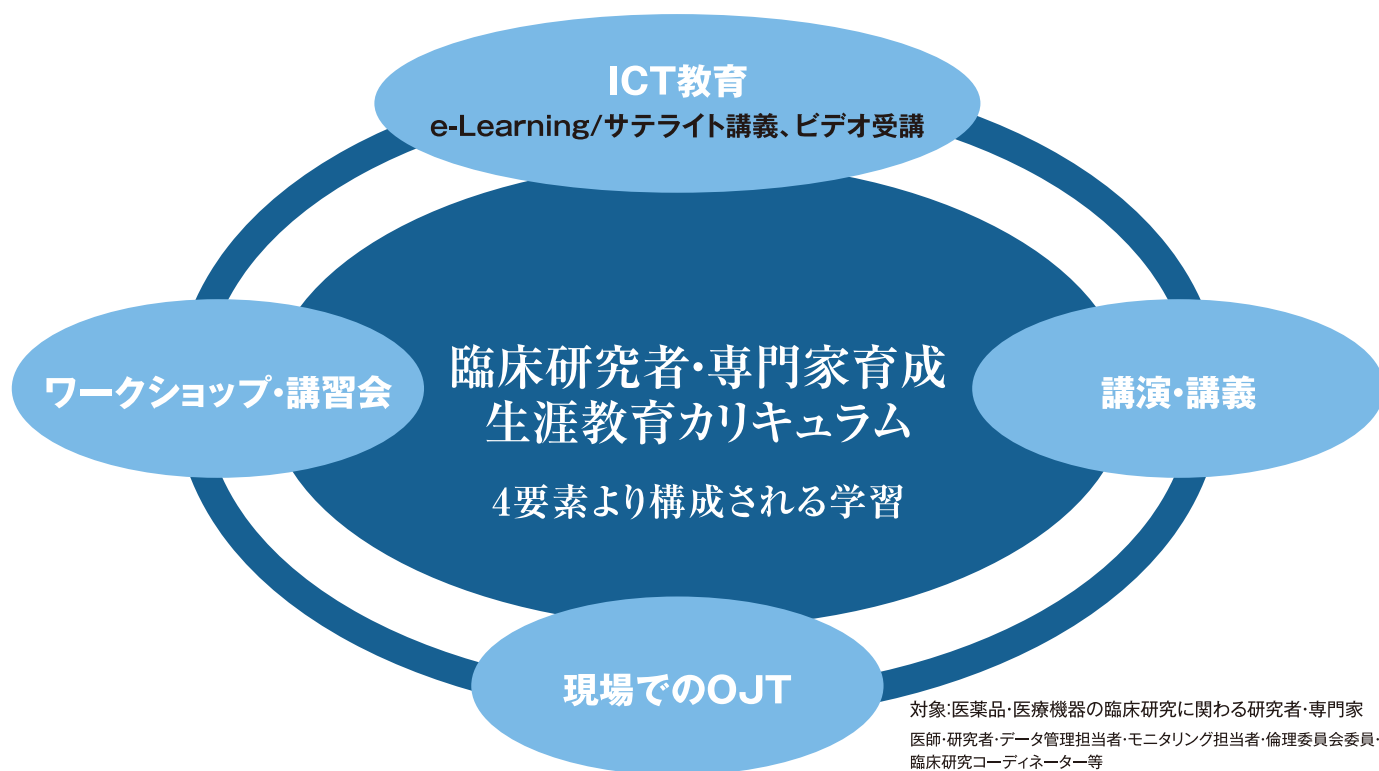 ICT教育
e-Learning/サテライト講義、ビデオ受講
ワークショップ・講習会
臨床研究者・専門家育成
生涯教育カリキュラム
4要素より構成される学習
講演・講義
現場でのOJT
対象:医薬品・医療機器の臨床研究に関わる研究者・専門家
医師・研究者・データ管理担当者・モニタリング担当者・倫理委員会委員・
臨床研究コーディネーター等